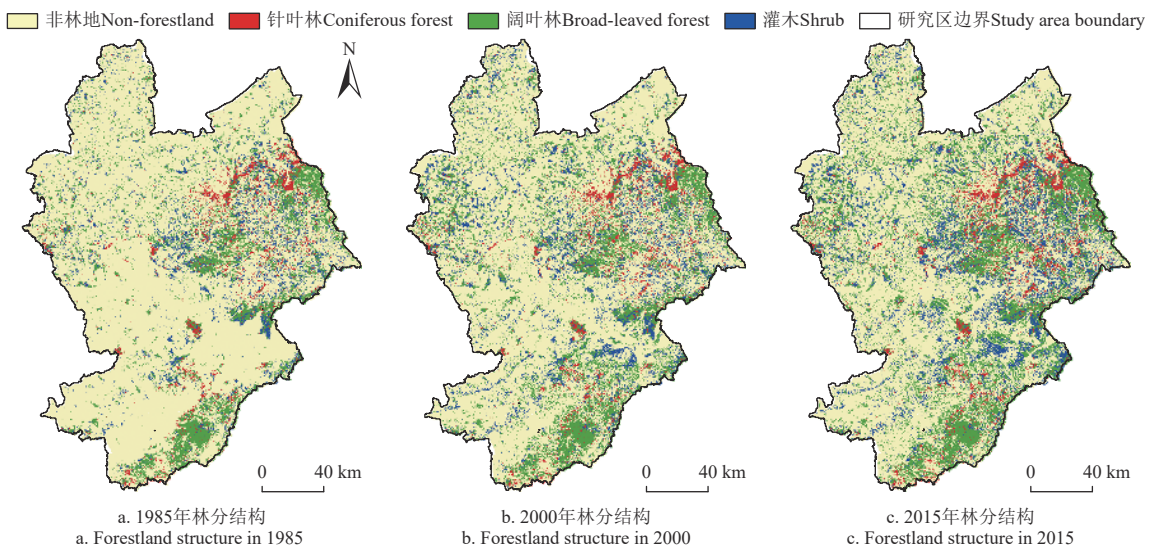 非林地Non-forestland 针叶林Coniferous forest 阔叶林Broad-leaved forest 灌木Shrub 研究区边界Study area boundary
N
0 40 km
0 40 km
0 40 km
a. 1985年林分结构
a. Forestland structure in 1985
b. 2000年林分结构
b. Forestland structure in 2000
c. 2015年林分结构
c. Forestland structure in 2015